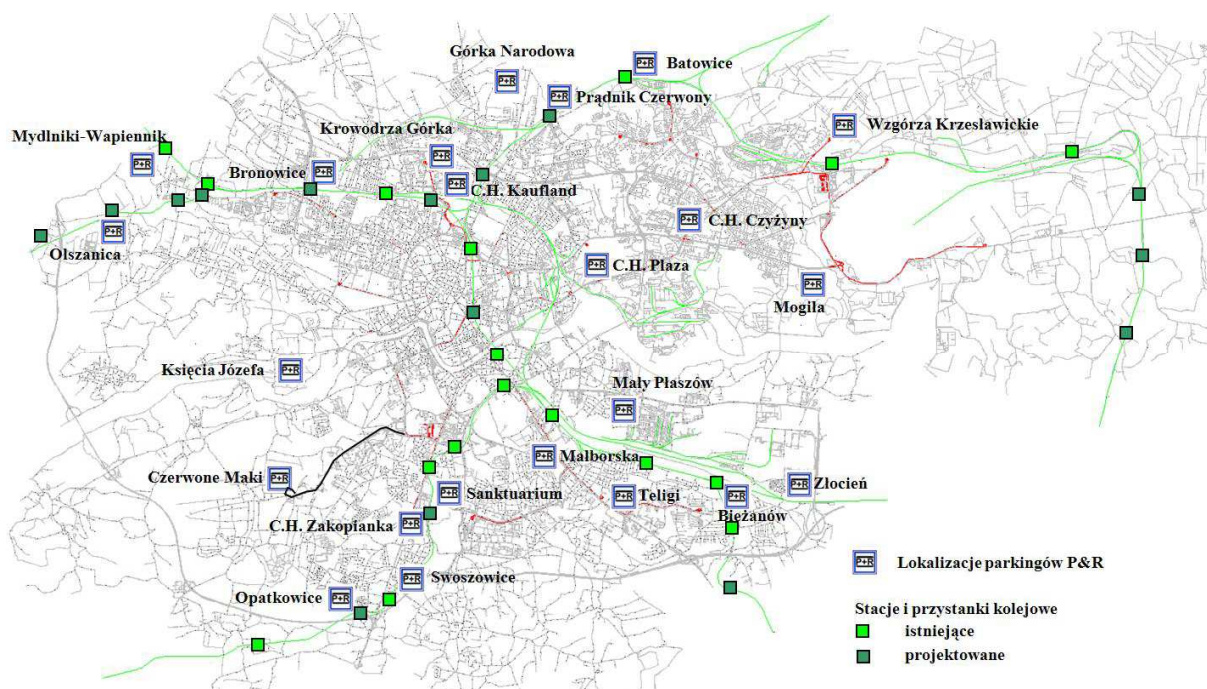 Górka Narodowa
P+R
Batowice
P+R
Prądnik Czerwony
P+R
Mydlniki-Wapiennik
P+R
Krowodrza Górka
P+R
Wzgórza Krzesławickie
P+R
Bronowice
P+R
C.H. Kaufland
P+R
C.H. Czyżyny
P+R
Olszanica
P+R
C.H. Plaza
P+R
Mogiła
P+R
Księcia Józefa
P+R
Mały Płaszów
P+R
Czerwone Maki
P+R
Malborska
P+R
Sanktuarium
P+R
Teligi
P+R
Złocień
P+R
Bieżanów
P+R
C.H. Zakopianka
P+R
Swoszowice
P+R
Opatkowice
P+R
P+R Lokalizacje parkingów P&R
Stacje i przystanki kolejowe
istniejące
projektowane